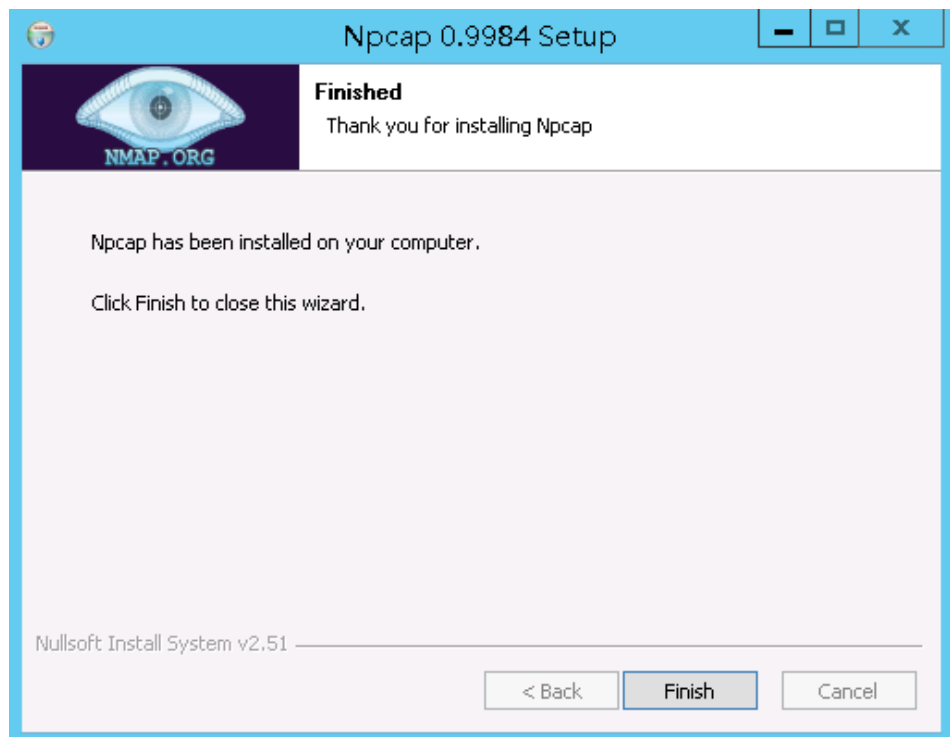 Npcap 0.9984 Setup
Finished
Thank you for installing Npcap
NMAP.ORG
Npcap has been installed on your computer.
Click Finish to close this wizard.
Nullsoft Install System v2.51
< Back
Finish
Cancel